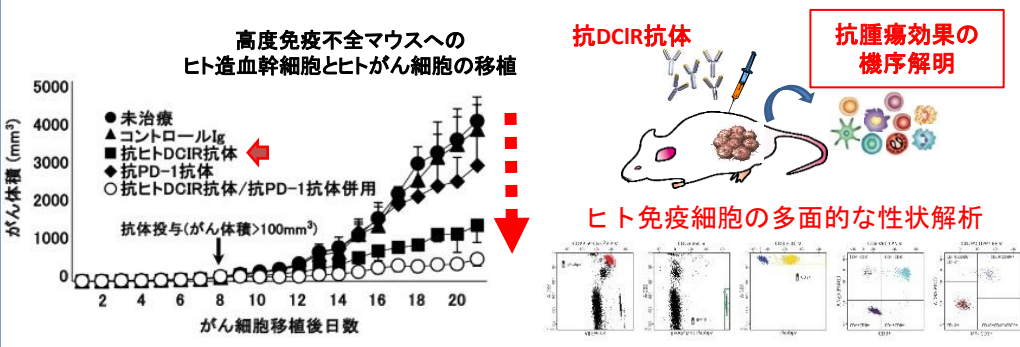 高度免疫不全マウスへの
ヒト造血幹細胞とヒトがん細胞の移植
がん体積 (mm³)
5000
4000
3000
2000
1000
0
●未治療
▲コントロールIg
■抗ヒトDCIR抗体
◆抗PD-1抗体
○抗ヒトDCIR抗体/抗PD-1抗体併用
抗体投与(がん体積>100mm³)
2 4 6 8 10 12 14 16 18 20
がん細胞移植後日数
抗DCIR抗体
抗腫瘍効果の
機序解明
ヒト免疫細胞の多面的な性状解析